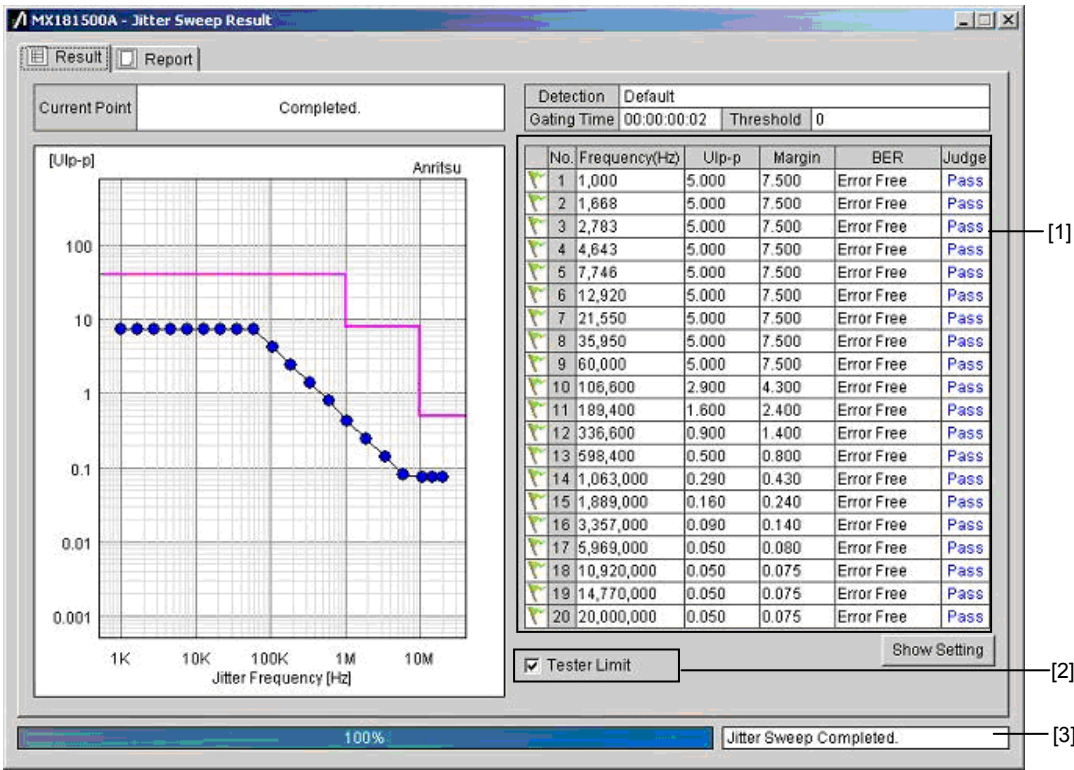 MX181500A - Jitter Sweep Result
Result
Report
Current Point Completed.
Detection Default
Gating Time 00:00:00:02 Threshold 0
[UIp-p]
Anritsu
100
10
1
0.1
0.01
0.001
1K 10K 100K 1M 10M
Jitter Frequency [Hz]
No. Frequency(Hz) UIp-p Margin BER Judge
1 1,000 5.000 7.500 Error Free Pass
2 1,668 5.000 7.500 Error Free Pass
3 2,783 5.000 7.500 Error Free Pass
4 4,643 5.000 7.500 Error Free Pass
5 7,746 5.000 7.500 Error Free Pass
6 12,920 5.000 7.500 Error Free Pass
7 21,550 5.000 7.500 Error Free Pass
8 35,950 5.000 7.500 Error Free Pass
9 60,000 5.000 7.500 Error Free Pass
10 106,600 2.900 4.300 Error Free Pass
11 189,400 1.600 2.400 Error Free Pass
12 336,600 0.900 1.400 Error Free Pass
13 598,400 0.500 0.800 Error Free Pass
14 1,063,000 0.290 0.430 Error Free Pass
15 1,889,000 0.160 0.240 Error Free Pass
16 3,357,000 0.090 0.140 Error Free Pass
17 5,969,000 0.050 0.080 Error Free Pass
18 10,920,000 0.050 0.075 Error Free Pass
19 14,770,000 0.050 0.075 Error Free Pass
20 20,000,000 0.050 0.075 Error Free Pass
[1]
Show Setting
Tester Limit
[2]
100%
Jitter Sweep Completed.
[3]